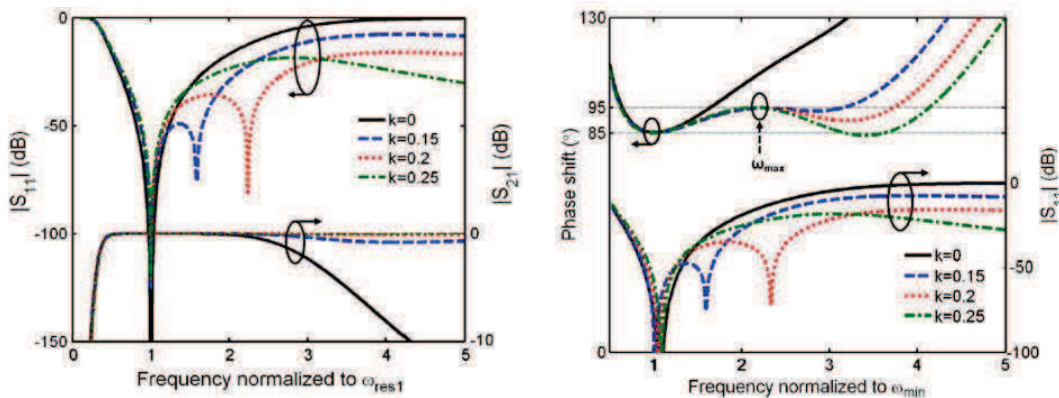 0
-50
-100
-150
|S11| (dB)
k=0
k=0.15
k=0.2
k=0.25
0
-10
|S21| (dB)
0 1 2 3 4 5
Frequency normalized to ωres1
130
95
85
0
Phase shift (°)
ωmax
k=0
k=0.15
k=0.2
k=0.25
0
-50
-100
|S11| (dB)
1 2 3 4 5
Frequency normalized to ωmin